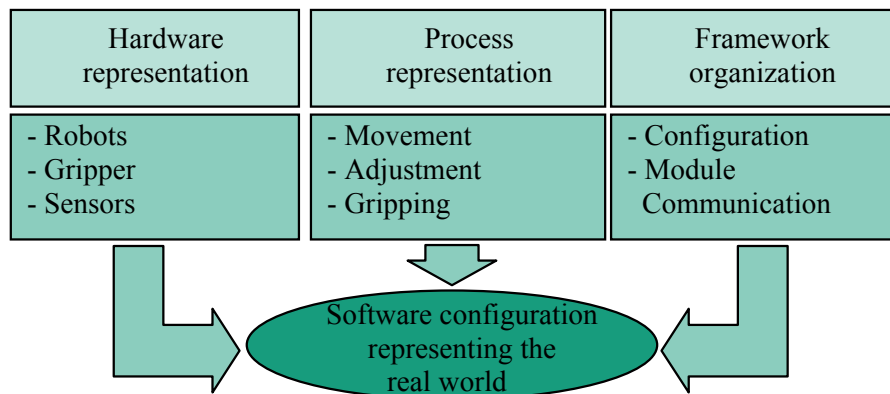 Hardware
representation
- Robots
- Gripper
- Sensors
Process
representation
- Movement
- Adjustment
- Gripping
Framework
organization
- Configuration
- Module
Communication
Software configuration
representing the
real world